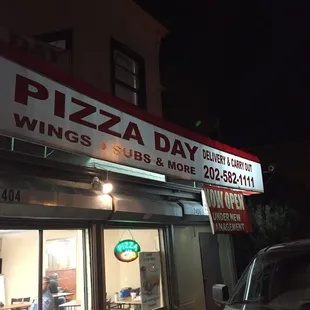 PIZZA DAY
WINGS SUBS & MORE
DELIVERY & CARRY OUT
202-582-1111
404
NOW OPEN
UNDER
NEW
MANAGEMENT
PIZZA